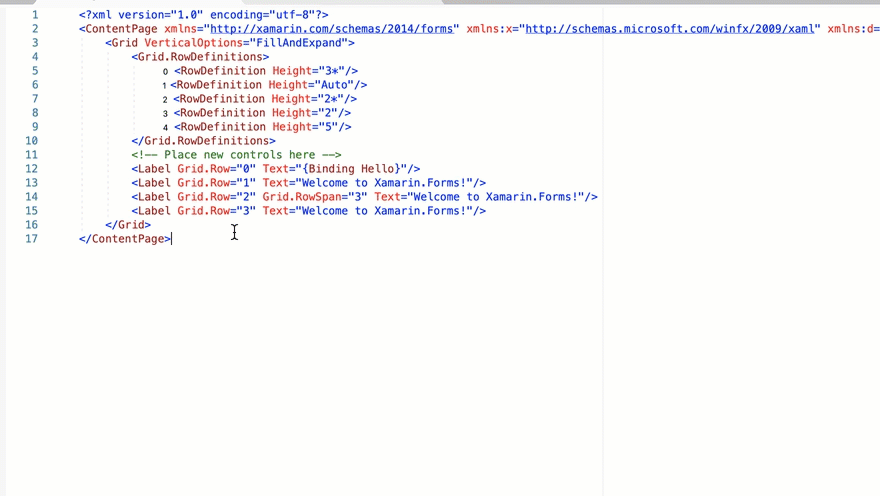 1 <?xml version="1.0" encoding="utf-8"?>
2 <ContentPage xmlns="http://xamarin.com/schemas/2014/forms" xmlns:x="http://schemas.microsoft.com/winfx/2009/xaml" xmlns:d=
3 <Grid VerticalOptions="FillAndExpand">
4 <Grid.RowDefinitions>
5 0 <RowDefinition Height="3*"/>
6 1 <RowDefinition Height="Auto"/>
7 2 <RowDefinition Height="2*"/>
8 3 <RowDefinition Height="2"/>
9 4 <RowDefinition Height="5"/>
10 </Grid.RowDefinitions>
11 <!-- Place new controls here -->
12 <Label Grid.Row="0" Text="{Binding Hello}"/>
13 <Label Grid.Row="1" Text="Welcome to Xamarin.Forms!"/>
14 <Label Grid.Row="2" Grid.RowSpan="3" Text="Welcome to Xamarin.Forms!"/>
15 <Label Grid.Row="3" Text="Welcome to Xamarin.Forms!"/>
16 </Grid>
17 </ContentPage>